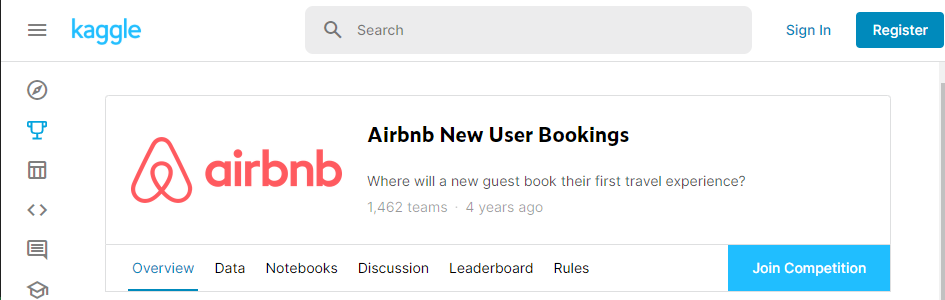 kaggle
Search
Sign In
Register
airbnb
Airbnb New User Bookings
Where will a new guest book their first travel experience?
1,462 teams · 4 years ago
Overview Data Notebooks Discussion Leaderboard Rules Join Competition